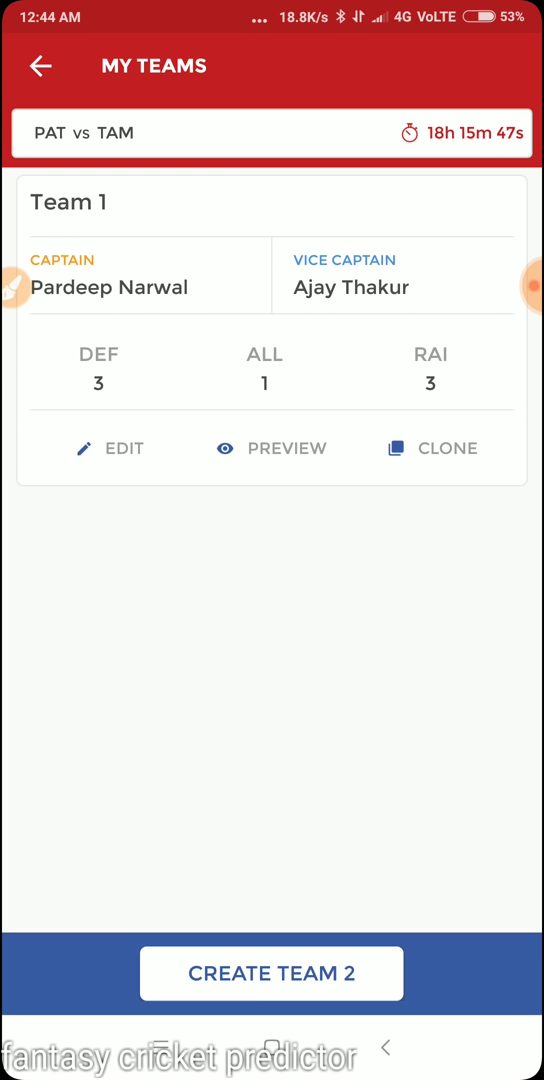 12:44 AM ... 18.8K/s 4G VoLTE 53%
MY TEAMS
PAT vs TAM 18h 15m 47s
Team 1
CAPTAIN VICE CAPTAIN
Pardeep Narwal Ajay Thakur
DEF ALL RAI
3 1 3
EDIT PREVIEW CLONE
CREATE TEAM 2
fantasy cricket predictor